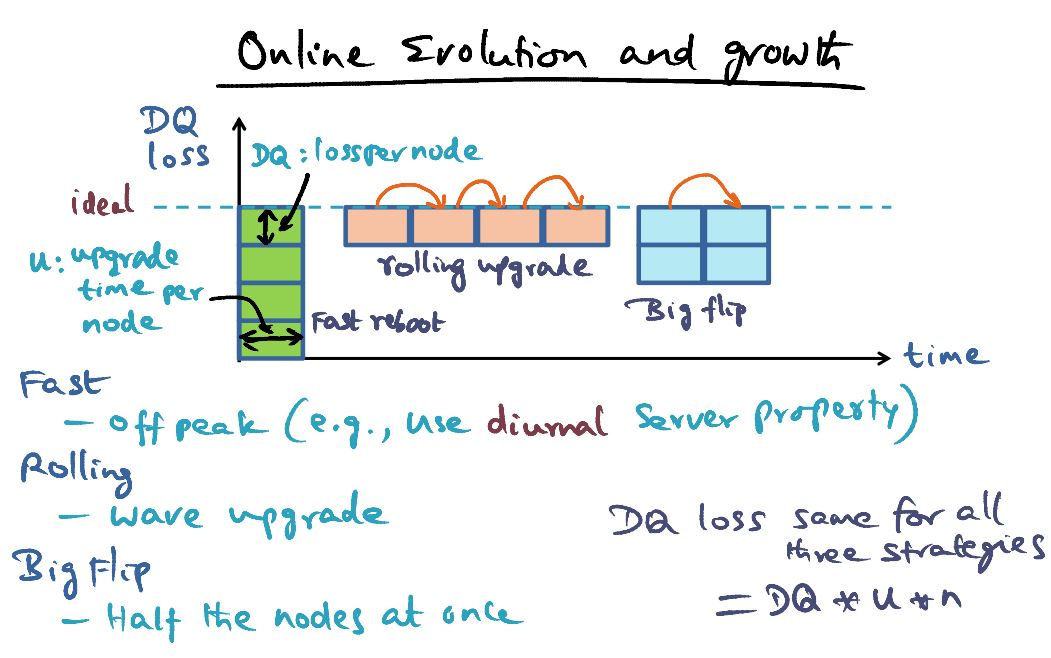 Online Evolution and growth
DQ
loss
DQ : loss per node
ideal
u: upgrade
time per
node
rolling upgrade
Big flip
Fast reboot
time
Fast
- off peak (e.g., use diurnal server property)
Rolling
- wave upgrade
Big Flip
- Half the nodes at once
DQ loss same for all
three strategies
= DQ * u * n